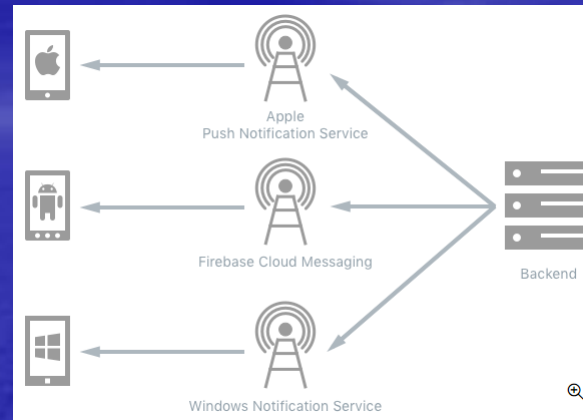 Apple
Push Notification Service
Firebase Cloud Messaging
Backend
Windows Notification Service